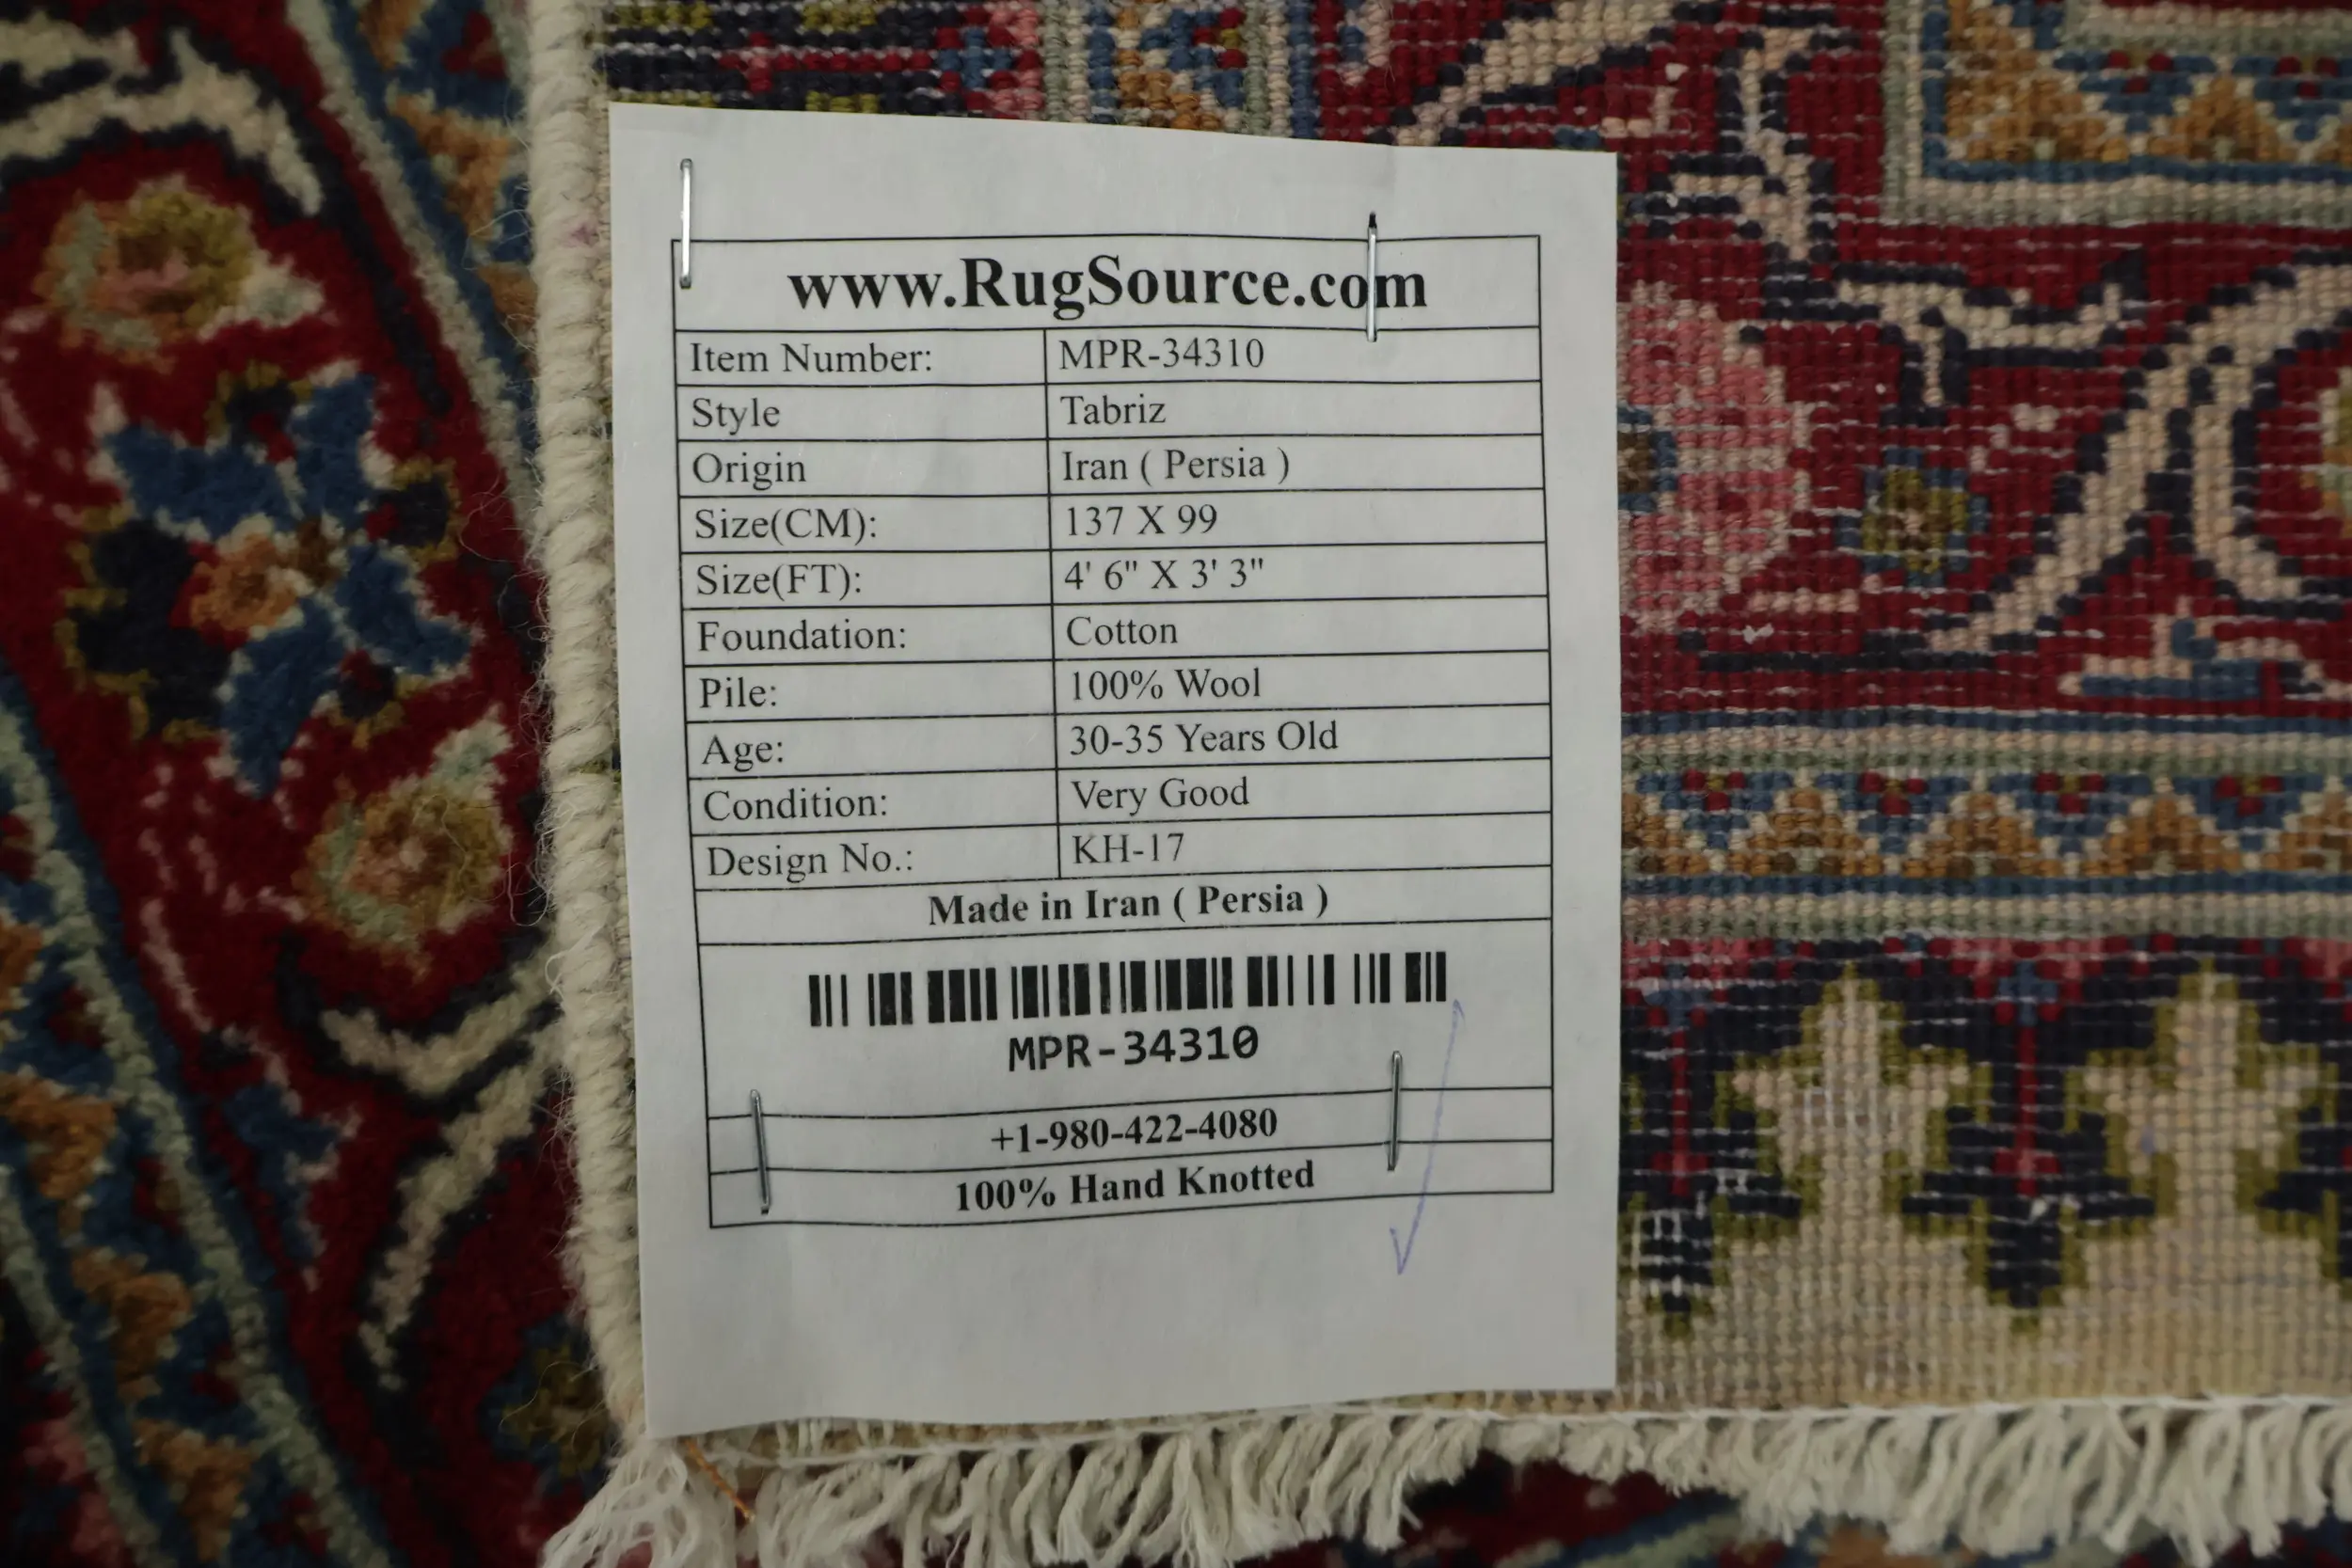 www.RugSource.com
Item Number: MPR-34310
Style Tabriz
Origin Iran ( Persia )
Size(CM): 137 X 99
Size(FT): 4' 6" X 3' 3"
Foundation: Cotton
Pile: 100% Wool
Age: 30-35 Years Old
Condition: Very Good
Design No.: KH-17
Made in Iran ( Persia )
MPR-34310
+1-980-422-4080
100% Hand Knotted